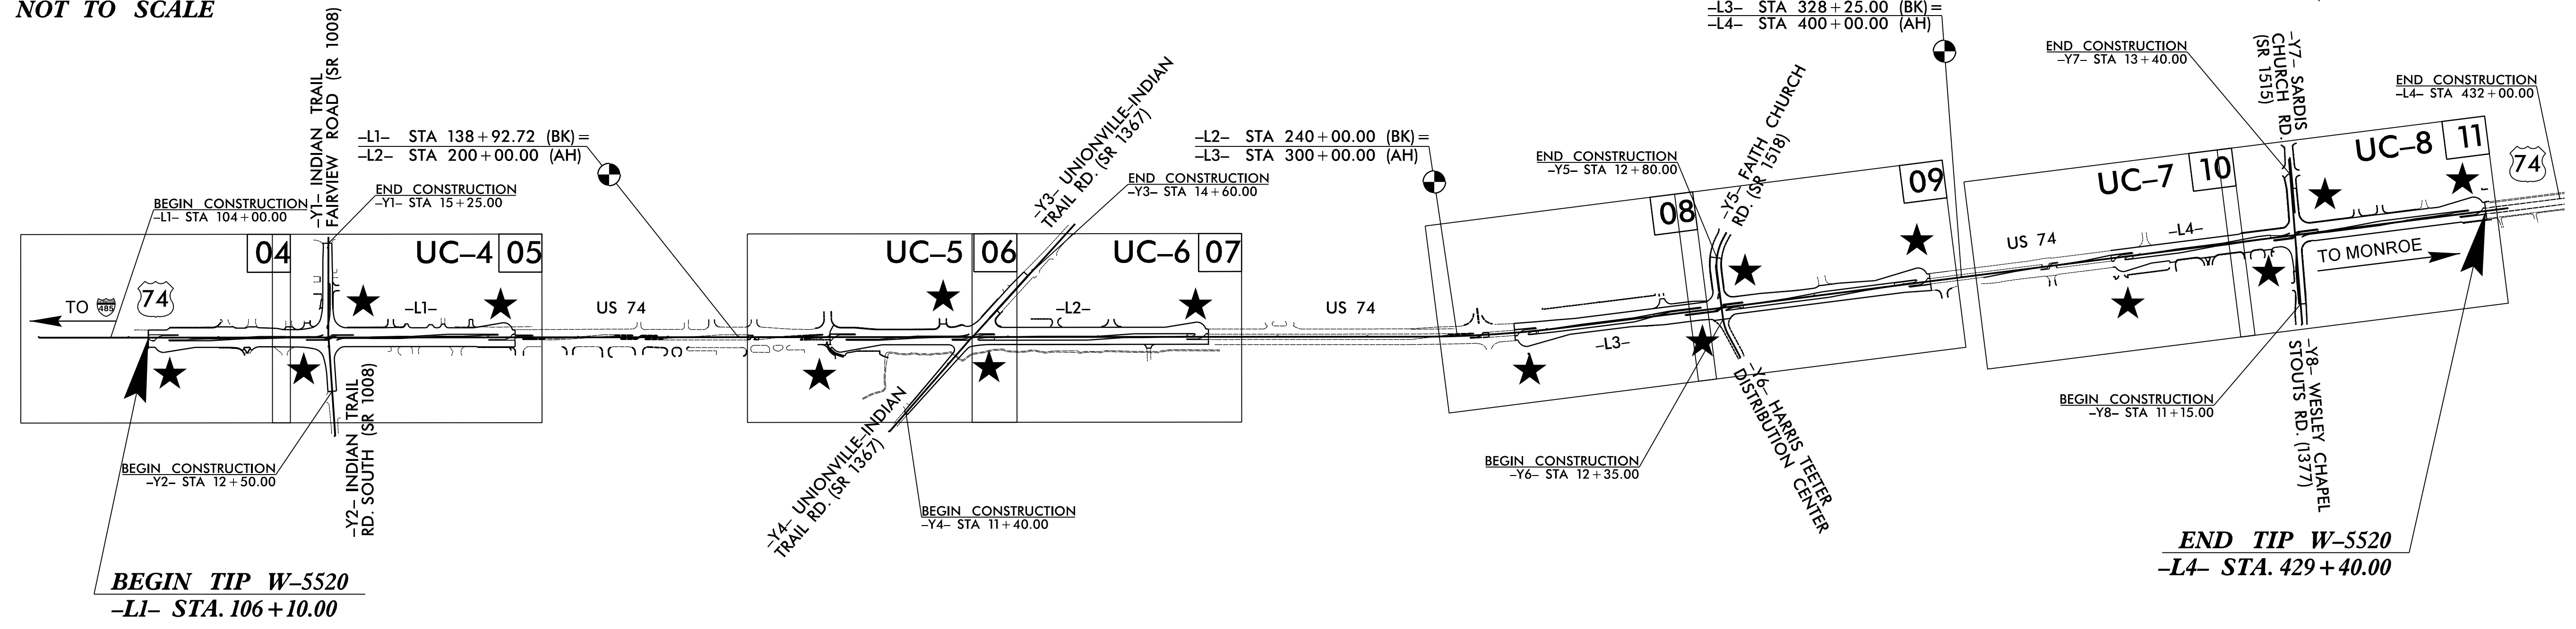 NOT TO SCALE
–L3– STA 328+25.00 (BK)=
–L4– STA 400+00.00 (AH)
–Y1– INDIAN TRAIL
FAIRVIEW ROAD (SR 1008)
–L1– STA 138+92.72 (BK)=
–L2– STA 200+00.00 (AH)
–Y3– UNIONVILLE–INDIAN
TRAIL RD. (SR 1367)
–L2– STA 240+00.00 (BK)=
–L3– STA 300+00.00 (AH)
–Y5– FAITH CHURCH
RD. (SR 1518)
END CONSTRUCTION
–Y7– STA 13+40.00
–Y7– SARDIS
CHURCH RD.
(SR 1515)
END CONSTRUCTION
–L4– STA 432+00.00
BEGIN CONSTRUCTION
–L1– STA 104+00.00
END CONSTRUCTION
–Y1– STA 15+25.00
END CONSTRUCTION
–Y3– STA 14+60.00
END CONSTRUCTION
–Y5– STA 12+80.00
04
UC–4
05
UC–5
06
UC–6
07
08
09
UC–7
10
UC–8
11
74
TO
485
74
–L1–
US 74
–L2–
US 74
–L3–
US 74
–L4–
TO MONROE
BEGIN CONSTRUCTION
–Y2– STA 12+50.00
–Y2– INDIAN TRAIL
RD. SOUTH (SR 1008)
–Y4– UNIONVILLE–INDIAN
TRAIL RD. (SR 1367)
BEGIN CONSTRUCTION
–Y4– STA 11+40.00
BEGIN CONSTRUCTION
–Y6– STA 12+35.00
–Y6– HARRIS TEETER
DISTRIBUTION CENTER
BEGIN CONSTRUCTION
–Y8– STA 11+15.00
–Y8– WESLEY CHAPEL
STOUTS RD. (1377)
BEGIN TIP W–5520
–L1– STA. 106+10.00
END TIP W–5520
–L4– STA. 429+40.00